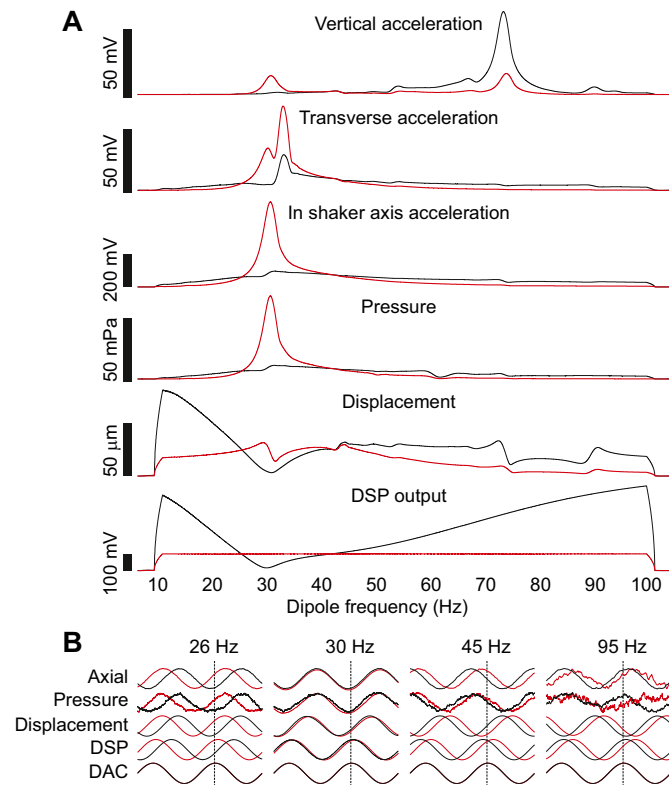 A
Vertical acceleration
50 mV
Transverse acceleration
50 mV
In shaker axis acceleration
200 mV
Pressure
50 mPa
Displacement
50 µm
DSP output
100 mV
10 20 30 40 50 60 70 80 90 100
Dipole frequency (Hz)
B
26 Hz 30 Hz 45 Hz 95 Hz
Axial
Pressure
Displacement
DSP
DAC